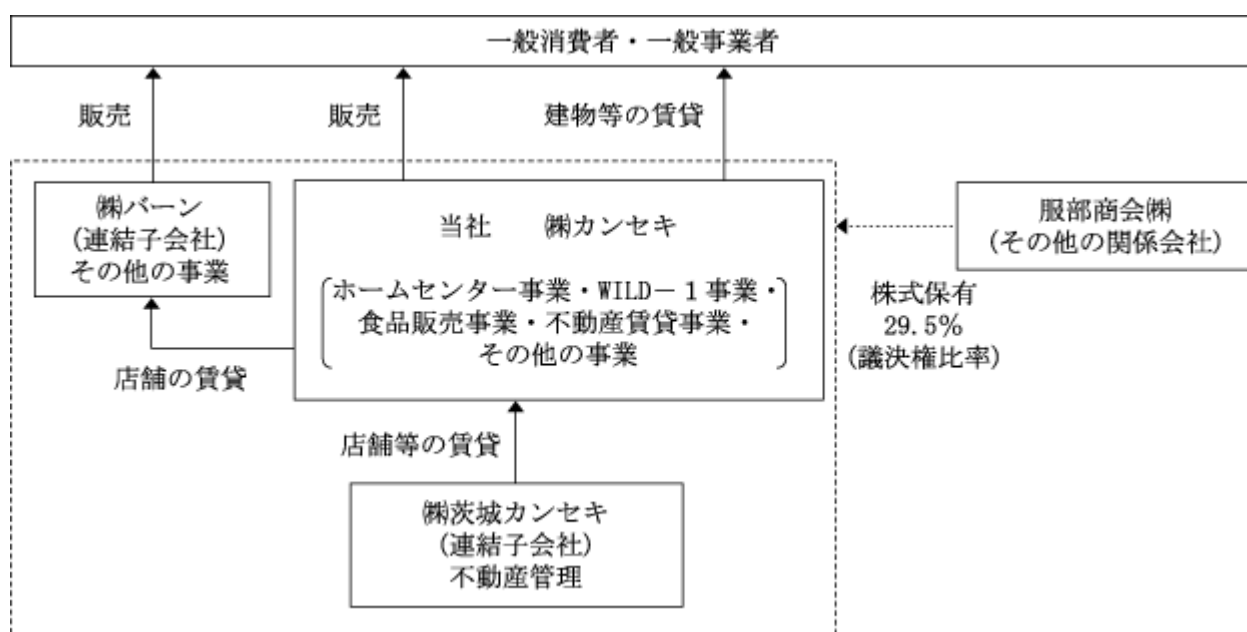 一般消費者・一般事業者
販売
販売
建物等の賃貸
㈱バーン
(連結子会社)
その他の事業
当社 ㈱カンセキ
ホームセンター事業・WILD－1事業・
食品販売事業・不動産賃貸事業・
その他の事業
服部商会㈱
(その他の関係会社)
株式保有
29.5%
(議決権比率)
店舗の賃貸
店舗等の賃貸
㈱茨城カンセキ
(連結子会社)
不動産管理